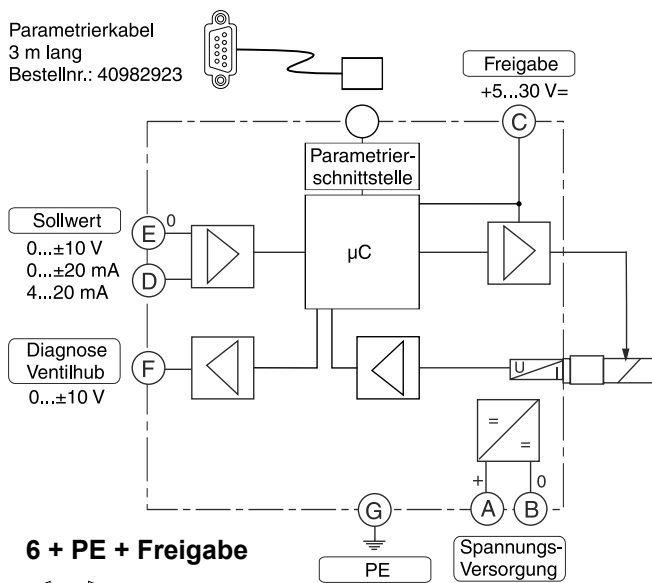 Parametrierkabel
3 m lang
Bestellnr.: 40982923
Freigabe
+5...30 V=
C
Parametrier-
schnittstelle
Sollwert
0...±10 V
0...±20 mA
4...20 mA
E
0
D
µC
Diagnose
Ventilhub
0...±10 V
F
U
I
=
=
+
0
A
B
G
PE
Spannungs-
Versorgung
6 + PE + Freigabe